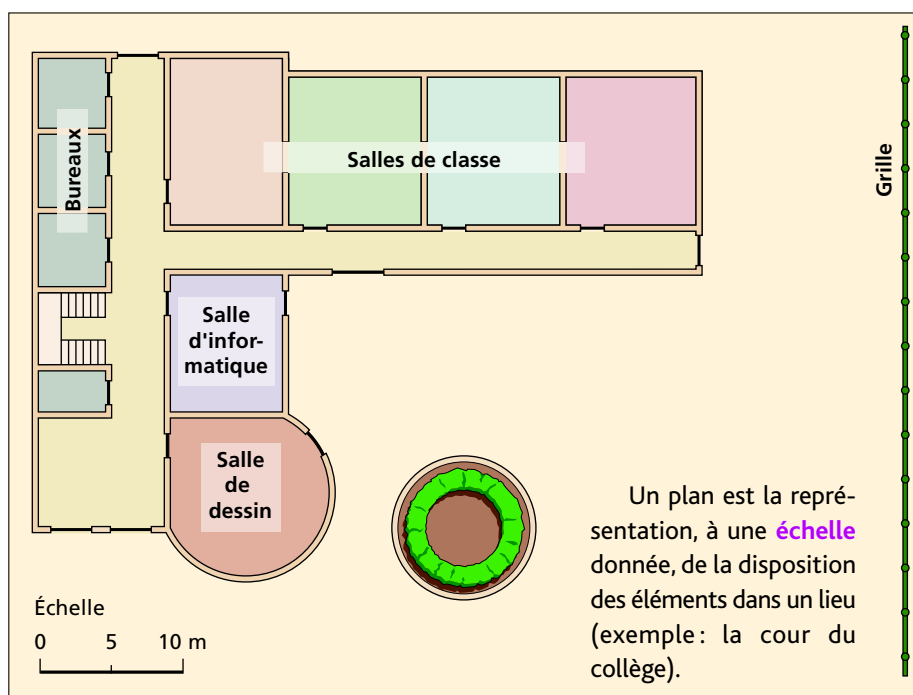 Bureaux
Salles de classe
Grille
Salle
d'infor-
matique
Salle
de
dessin
Un plan est la repré-
sentation, à une échelle
donnée, de la disposition
des éléments dans un lieu
(exemple : la cour du
collège).
Échelle
0 5 10 m